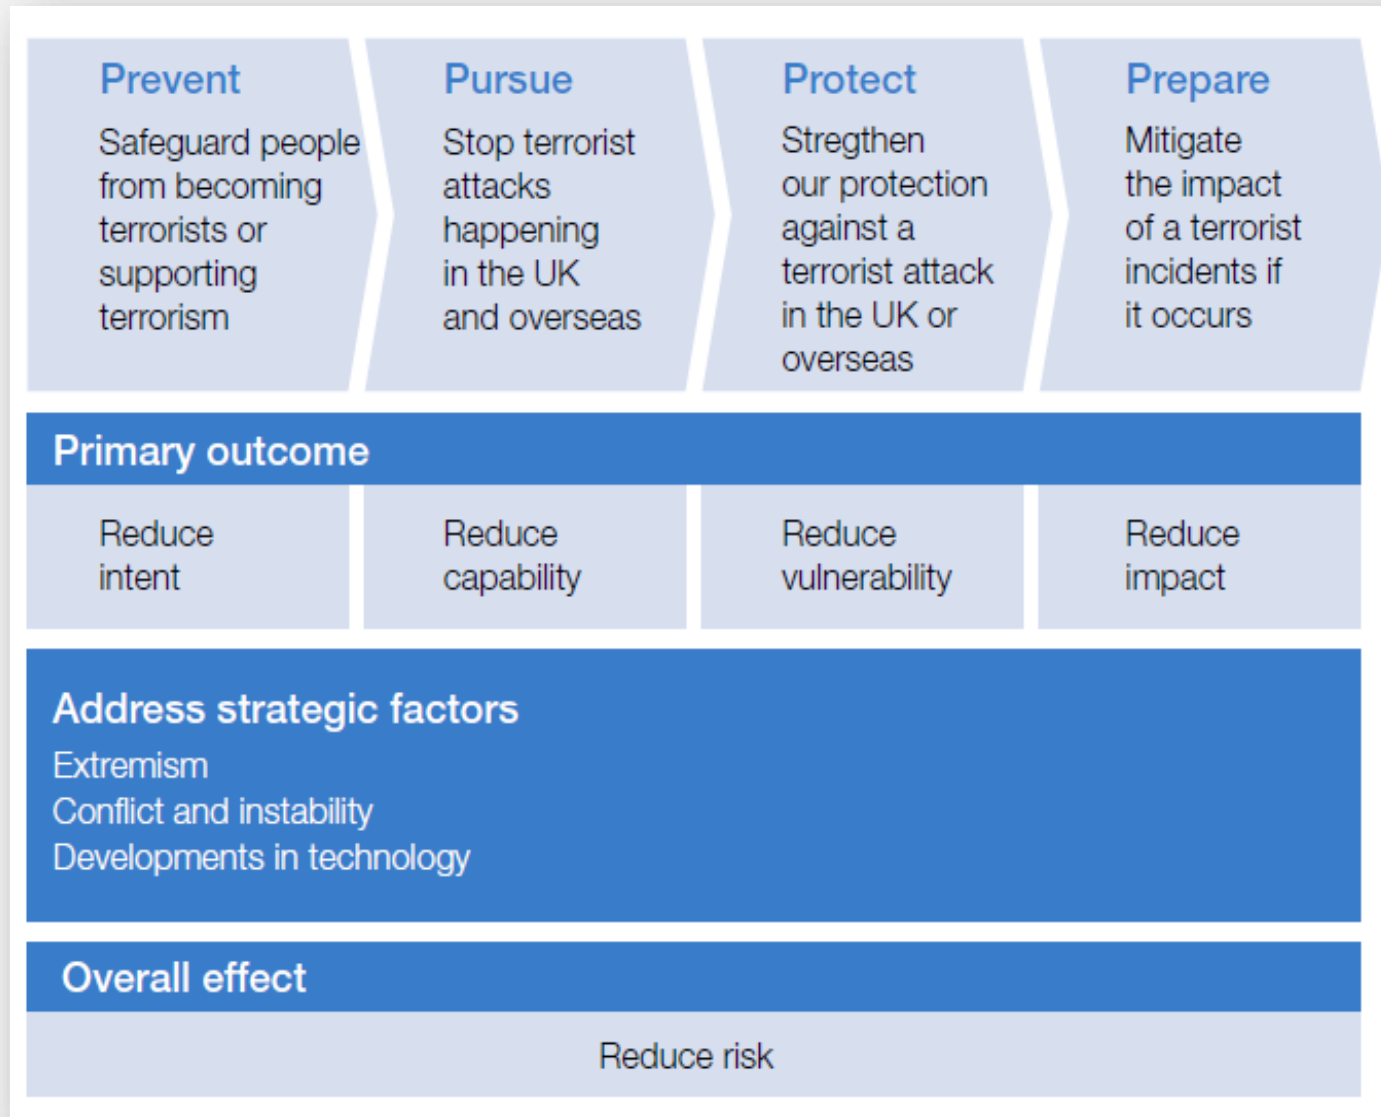 Prevent
Safeguard people
from becoming
terrorists or
supporting
terrorism
Pursue
Stop terrorist
attacks
happening
in the UK
and overseas
Protect
Stregthen
our protection
against a
terrorist attack
in the UK or
overseas
Prepare
Mitigate
the impact
of a terrorist
incidents if
it occurs
Primary outcome
Reduce
intent
Reduce
capability
Reduce
vulnerability
Reduce
impact
Address strategic factors
Extremism
Conflict and instability
Developments in technology
Overall effect
Reduce risk